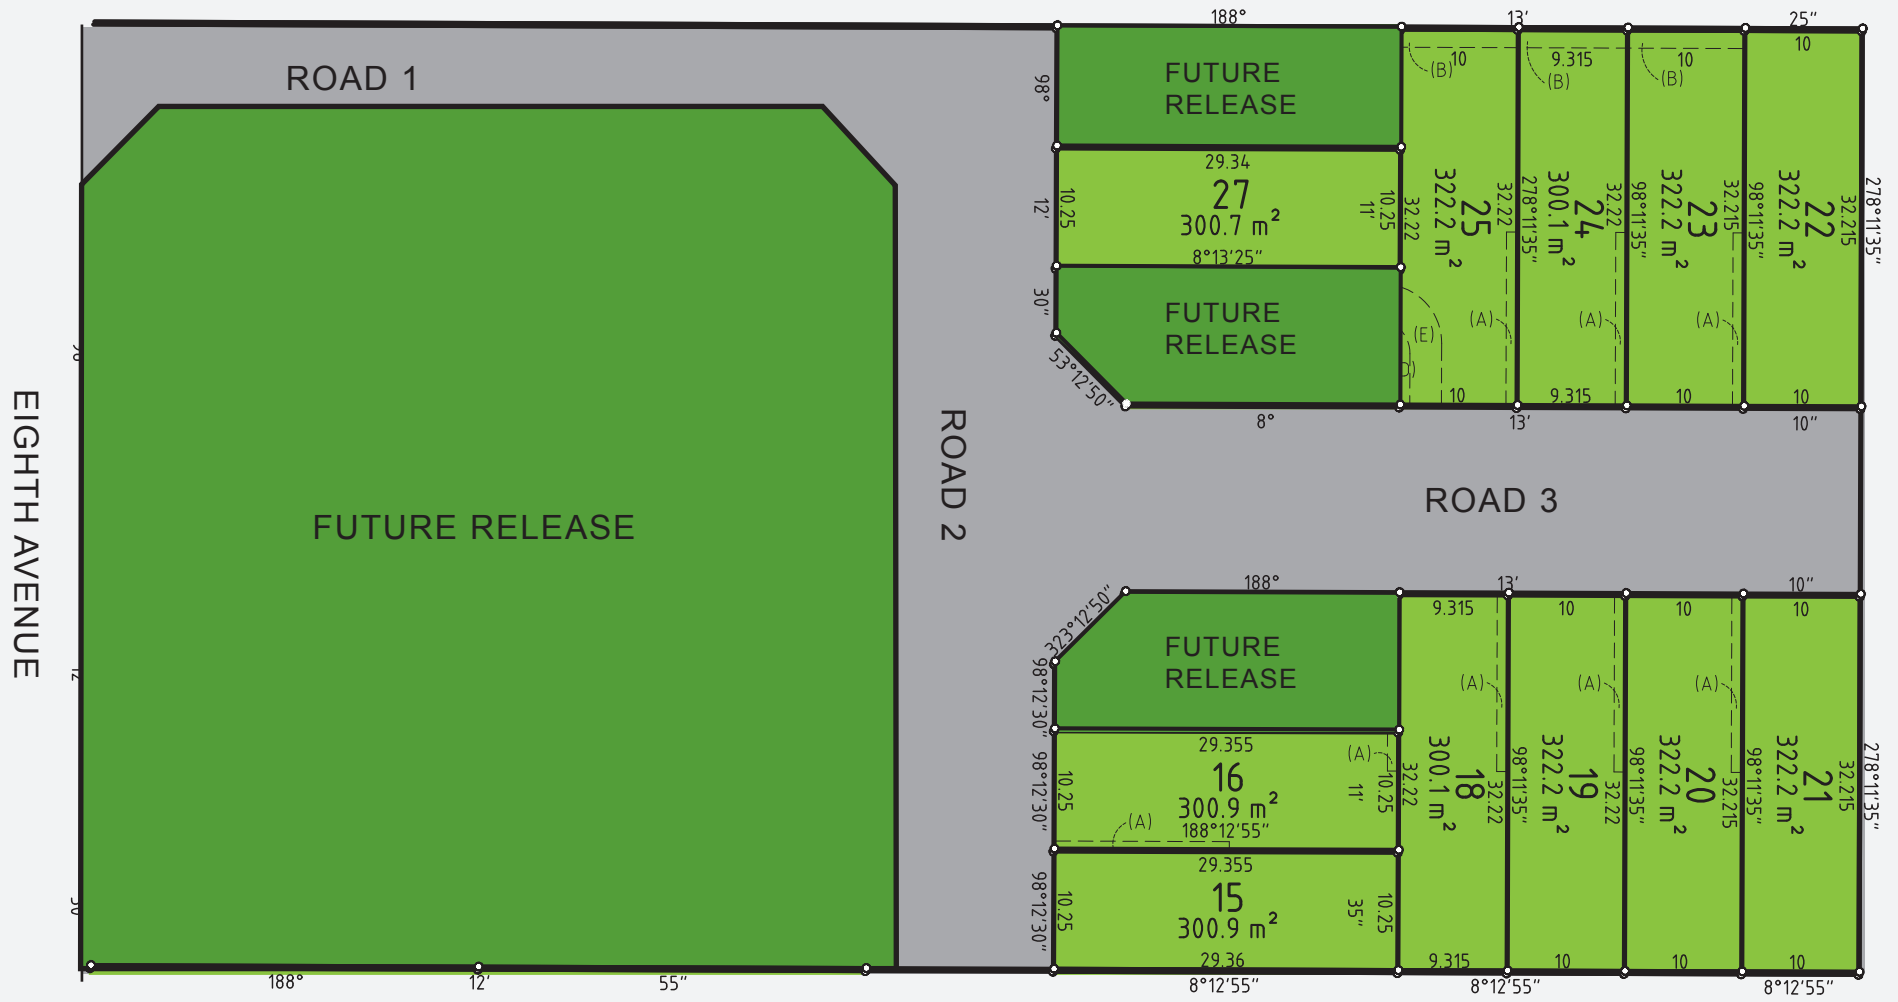 188°
13'
25"
ROAD 1
98°
FUTURE
RELEASE
10
(B)
9.315
(B)
10
(B)
10
29.34
27
300.7 m²
8°13'25"
10.25
12'
10.25
11'
32.22
25
322.2 m²
32.22
278°11'35"
24
300.1 m²
32.22
98°11'35"
23
322.2 m²
32.215
98°11'35"
22
322.2 m²
32.215
278°11'35"
30"
FUTURE
RELEASE
(E)
(A)
(A)
(A)
53°12'50"
10
9.315
10
10
8°
13'
10"
EIGHTH AVENUE
FUTURE RELEASE
ROAD 2
ROAD 3
188°
13'
10"
323°12'50"
9.315
10
10
10
FUTURE
RELEASE
98°12'30"
(A)
(A)
(A)
29.355
16
300.9 m²
188°12'55"
(A)
(A)
98°12'30"
10.25
10.25
11'
32.22
18
300.1 m²
32.22
98°11'35"
19
322.2 m²
32.22
98°11'35"
20
322.2 m²
32.215
98°11'35"
21
322.2 m²
32.215
278°11'35"
29.355
15
300.9 m²
29.36
98°12'30"
10.25
10.25
35"
9.315
10
10
10
188°
12'
55"
8°12'55"
8°12'55"
8°12'55"